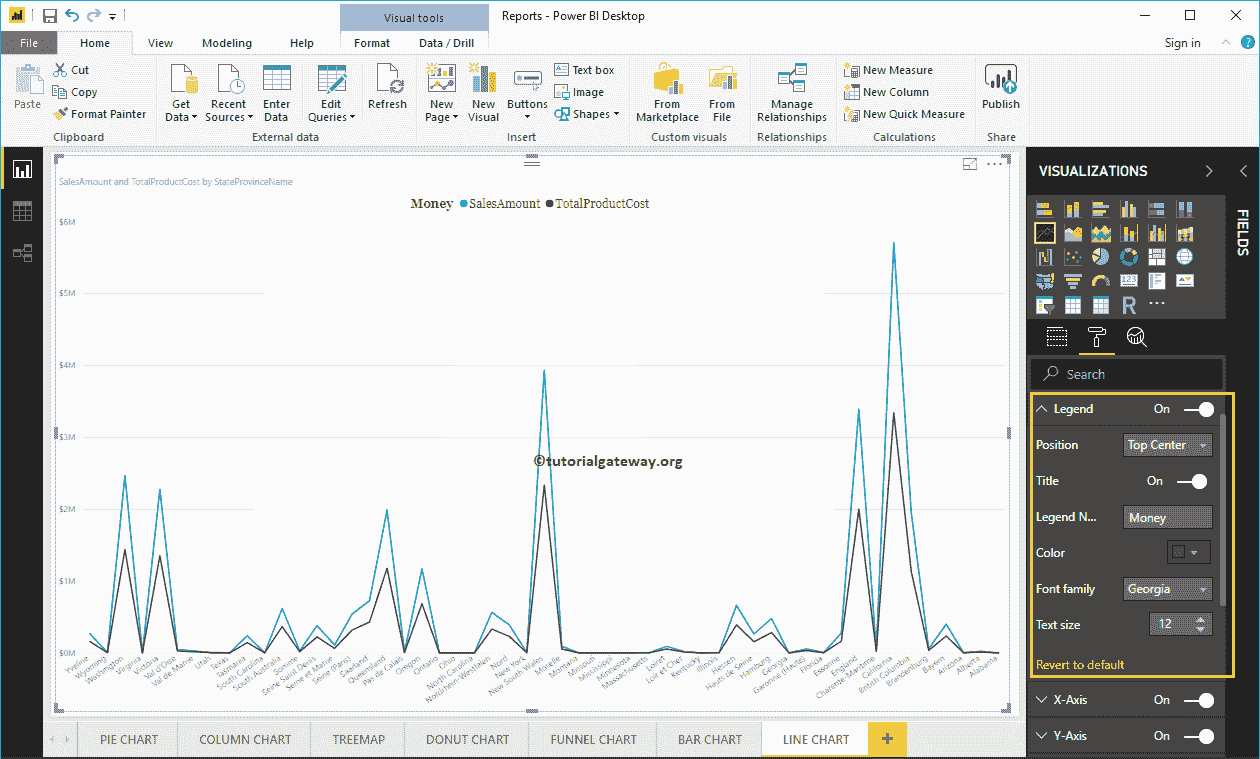 Visual tools
Reports - Power BI Desktop
File
Home
View
Modeling
Help
Format
Data / Drill
Sign in
?
Paste
Cut
Copy
Format Painter
Clipboard
Get
Data
Recent
Sources
Enter
Data
Edit
Queries
External data
Refresh
New
Page
New
Visual
Buttons
Text box
Image
Shapes
Insert
From
Marketplace
From
File
Custom visuals
Manage
Relationships
Relationships
New Measure
New Column
New Quick Measure
Calculations
Publish
Share
SalesAmount and TotalProductCost by StateProvinceName
Money SalesAmount TotalProductCost
$6M
$5M
$4M
$3M
$2M
$1M
$0M
©tutorialgateway.org
Yveline
Wyoming
Washington
Virginia
Victoria
Val d'Oise
Val de Marne
Utah
Texas
Tasmania
South Carolina
South Australia
Somme
Seine Saint Denis
Seine et Marne
Seine (Paris)
Saarland
Queensland
Pas de Calais
Oregon
Ontario
Ohio
North Carolina
Nordrhein-Westfalen
Nord
New York
New South Wales
Moselle
Montana
Missouri
Mississippi
Minnesota
Massachusetts
Loiret
Loir et Cher
Kentucky
Illinois
Hessen
Hauts de Seine
Hamburg
Georgia
Garonne (Haute)
Florida
Essonne
England
Charente-Maritime
California
British Columbia
Brandenburg
Bayern
Arizona
Alberta
Alabama
VISUALIZATIONS
FIELDS
123
R
Search
Legend On
Position Top Center
Title On
Legend N... Money
Color
Font family Georgia
Text size 12
Revert to default
X-Axis On
Y-Axis On
PIE CHART
COLUMN CHART
TREEMAP
DONUT CHART
FUNNEL CHART
BAR CHART
LINE CHART
+